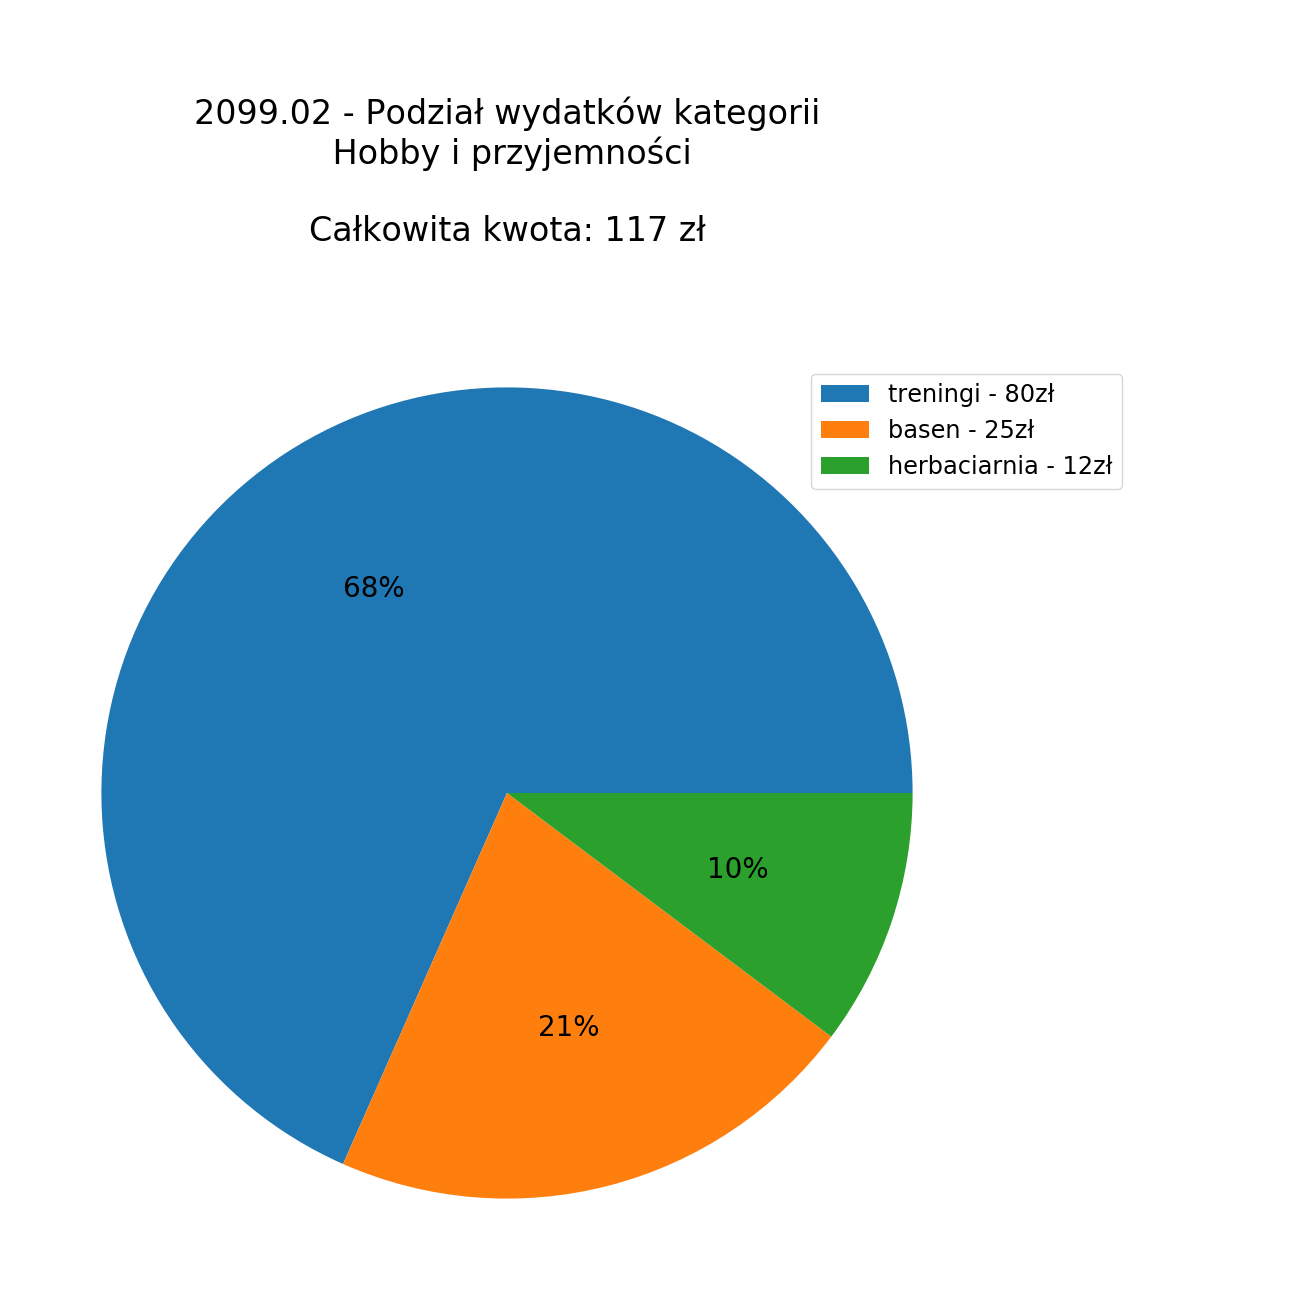 2099.02 - Podział wydatków kategorii
Hobby i przyjemności
Całkowita kwota: 117 zł
treningi - 80zł
basen - 25zł
herbaciarnia - 12zł
68%
10%
21%